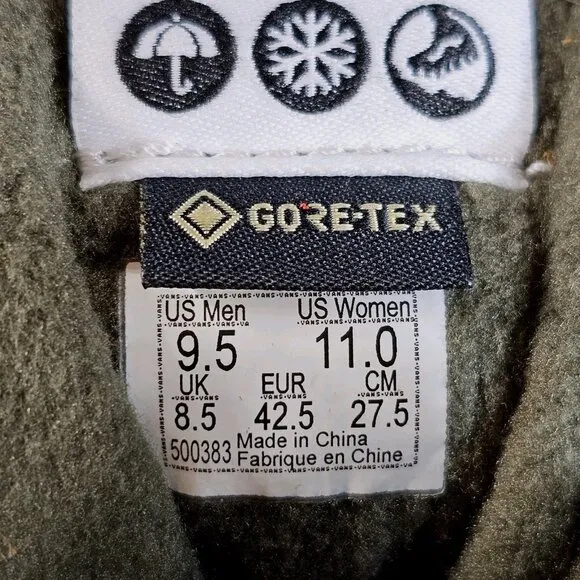 GORE-TEX
VANS VANS VANS VANS VANS VANS VANS
US Men US Women
9.5 11.0
UK EUR CM
8.5 42.5 27.5
500383 Made in China
Fabrique en Chine